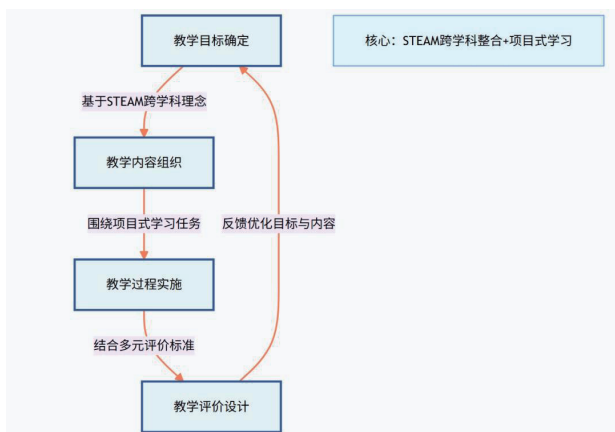 教学目标确定
核心：STEAM跨学科整合+项目式学习
基于STEAM跨学科理念
教学内容组织
围绕项目式学习任务
反馈优化目标与内容
教学过程实施
结合多元评价标准
教学评价设计